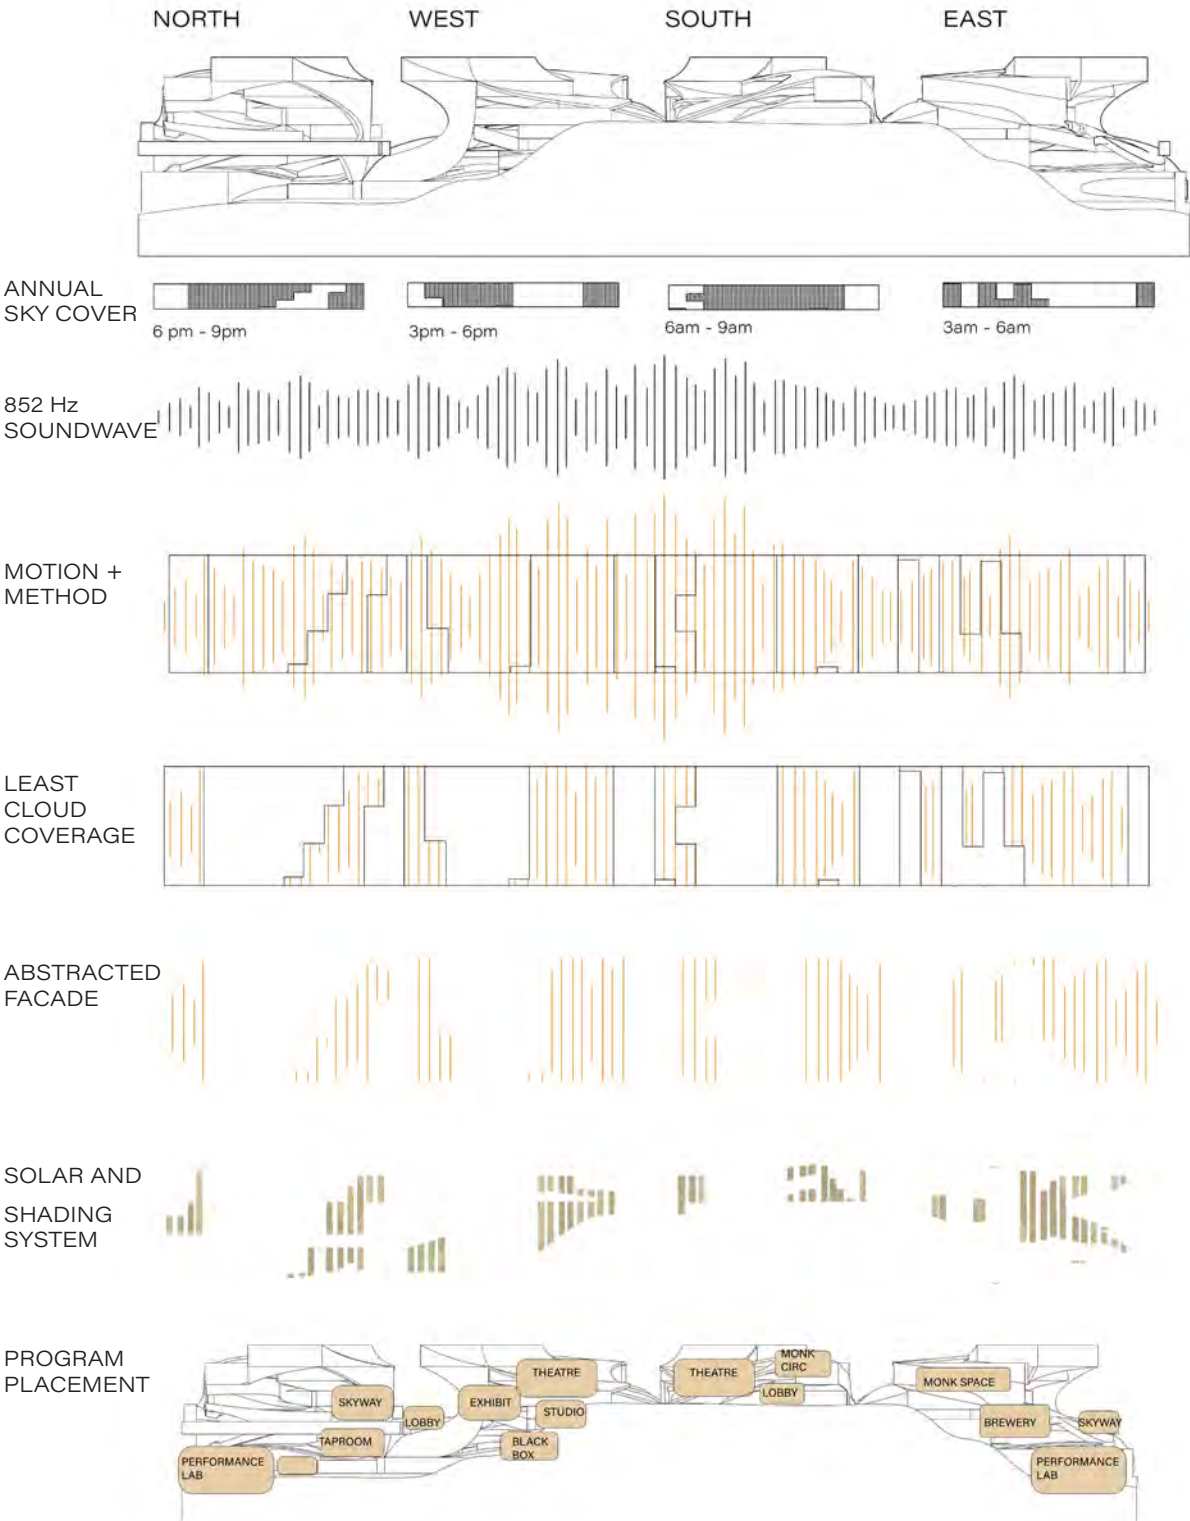 NORTH WEST SOUTH EAST
ANNUAL
SKY COVER
6 pm - 9pm 3pm - 6pm 6am - 9am 3am - 6am
852 Hz
SOUNDWAVE
MOTION +
METHOD
LEAST
CLOUD
COVERAGE
ABSTRACTED
FACADE
SOLAR AND
SHADING
SYSTEM
PROGRAM
PLACEMENT
SKYWAY
LOBBY
TAPROOM
PERFORMANCE
LAB
THEATRE
EXHIBIT
STUDIO
BLACK
BOX
THEATRE
MONK
CIRC
LOBBY
MONK SPACE
BREWERY
SKYWAY
PERFORMANCE
LAB